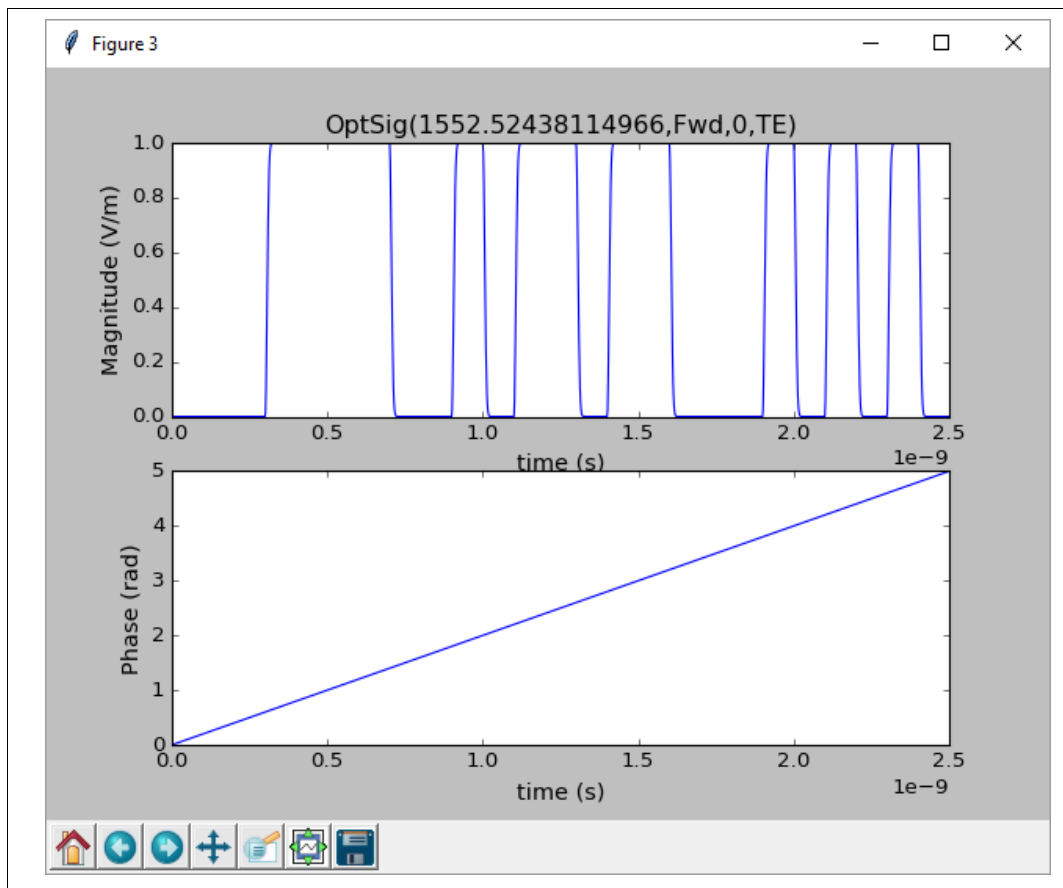 Figure 3
OptSig(1552.52438114966,Fwd,0,TE)
Magnitude (V/m)
1.0
0.8
0.6
0.4
0.2
0.0
0.0 0.5 1.0 1.5 2.0 2.5
time (s)
1e−9
Phase (rad)
5
4
3
2
1
0
0.0 0.5 1.0 1.5 2.0 2.5
time (s)
1e−9